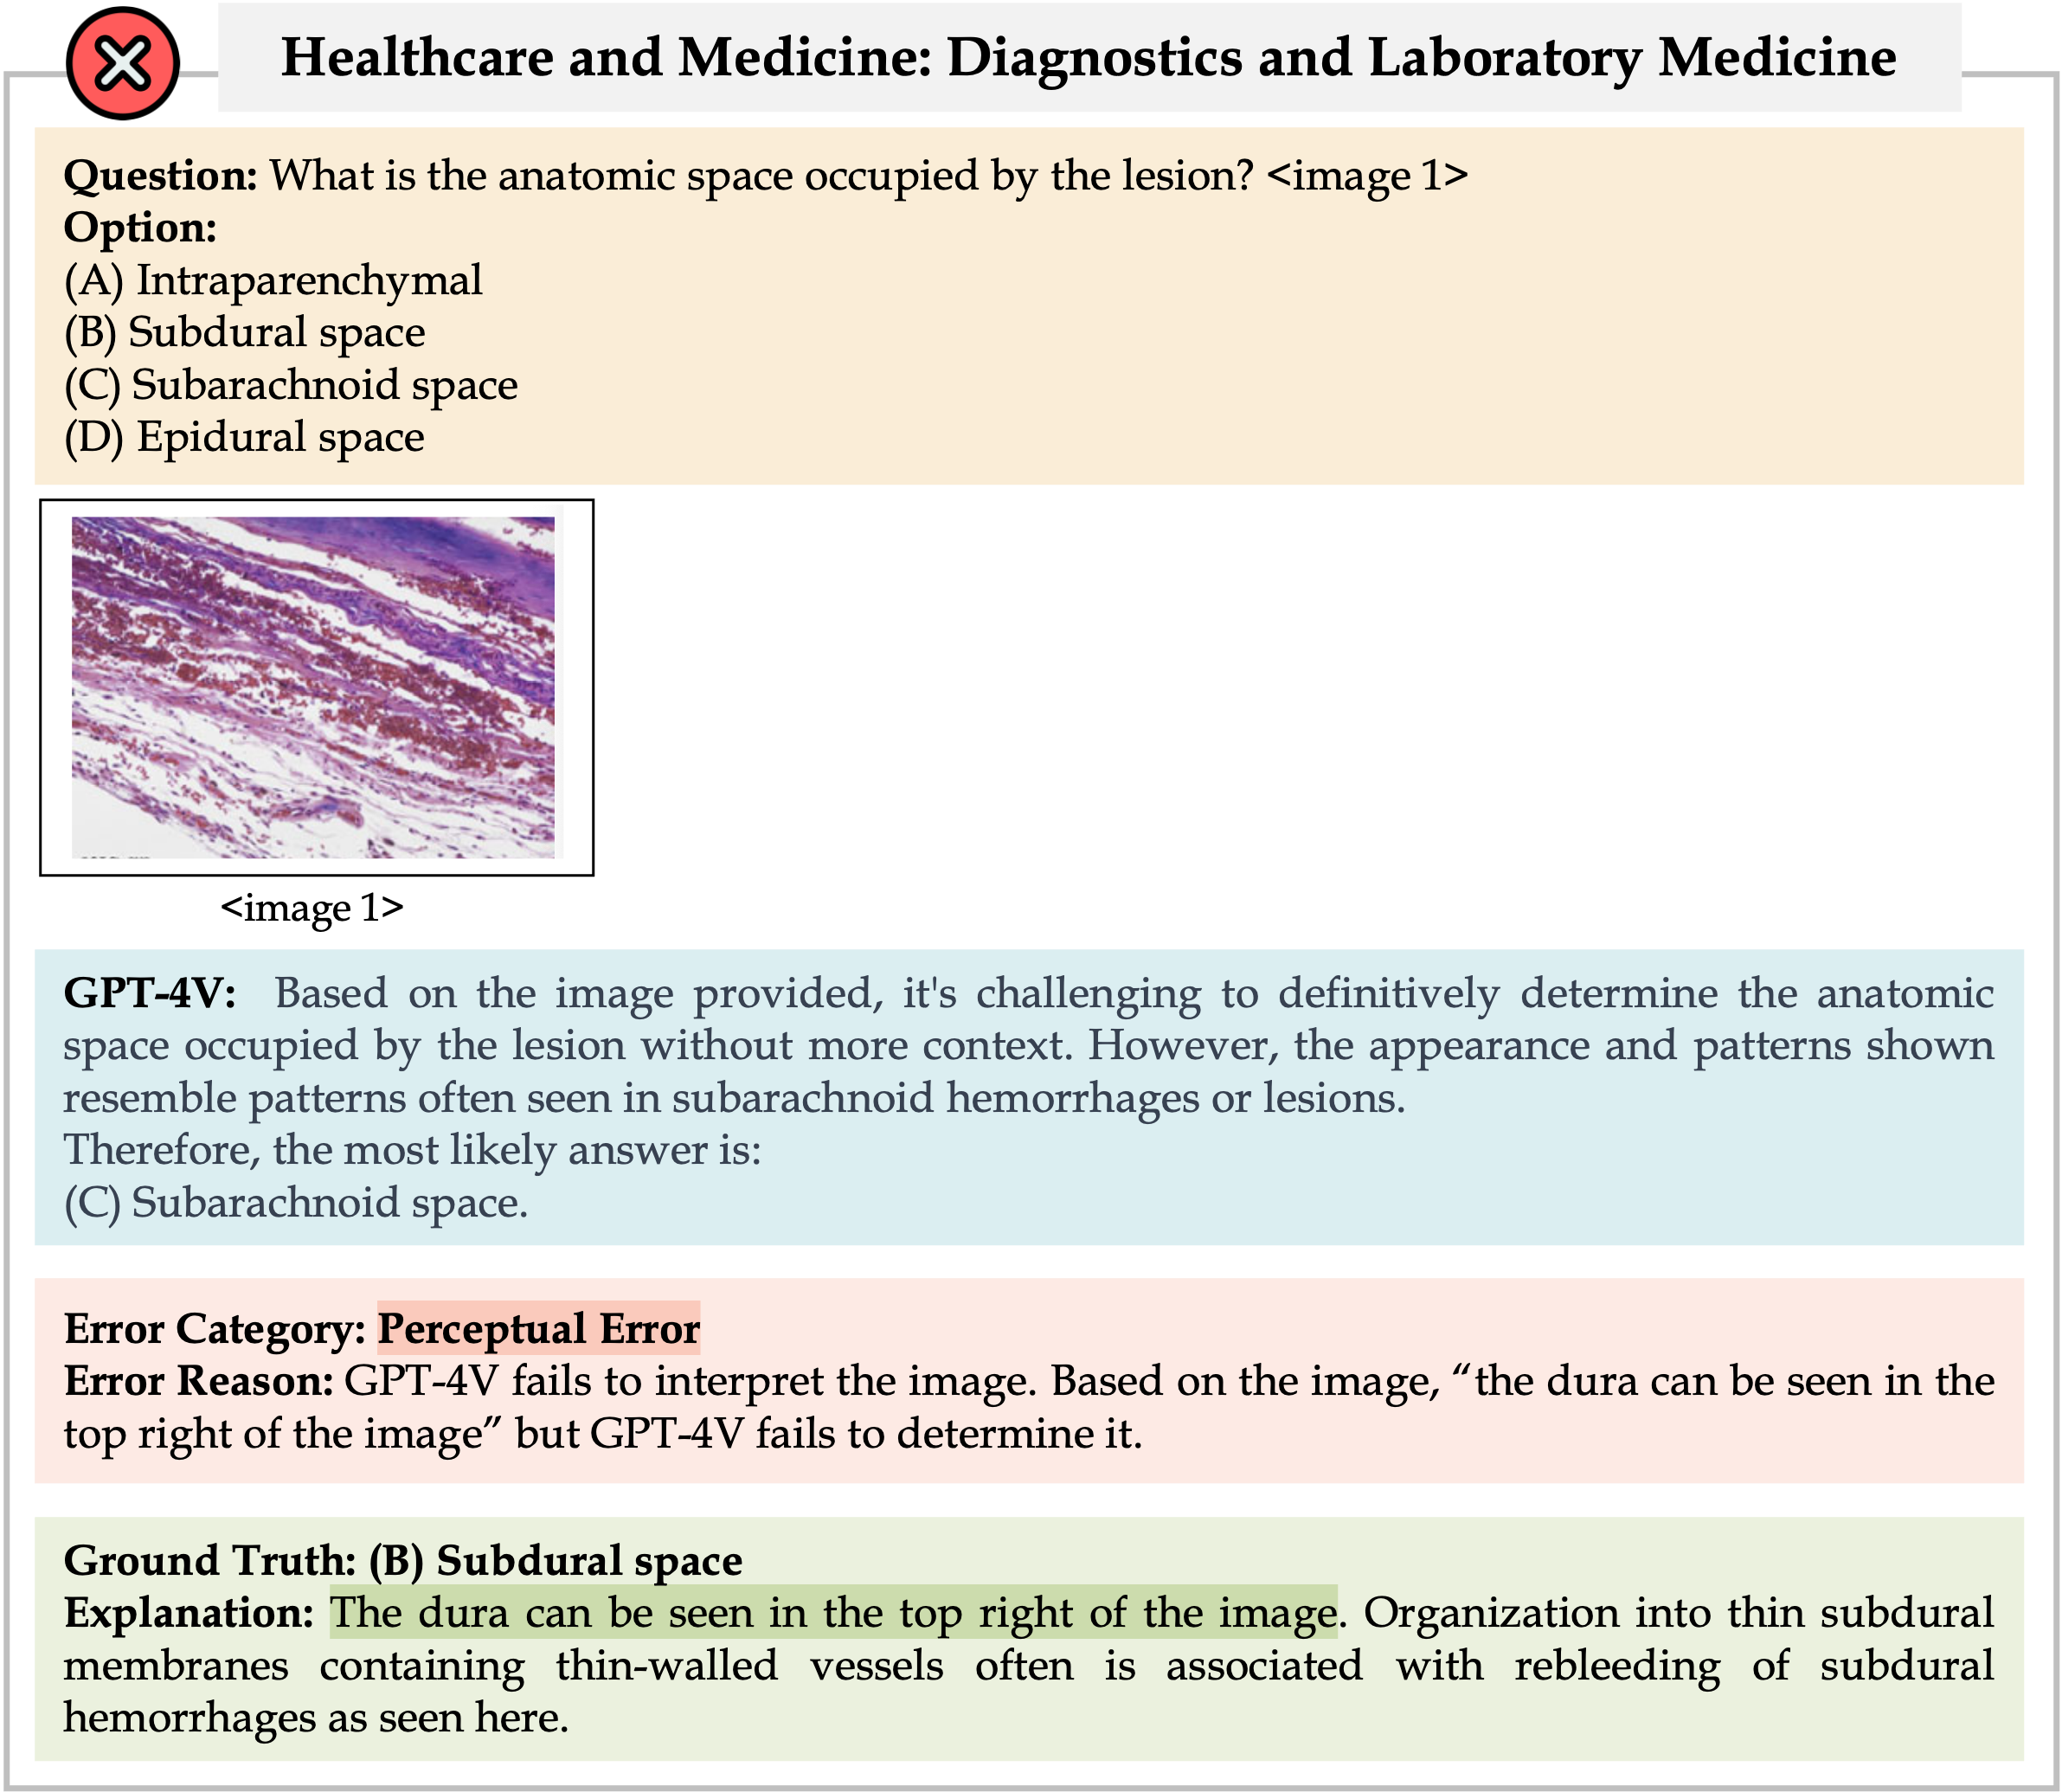 Healthcare and Medicine: Diagnostics and Laboratory Medicine
Question: What is the anatomic space occupied by the lesion? <image 1>
Option:
(A) Intraparenchymal
(B) Subdural space
(C) Subarachnoid space
(D) Epidural space
<image 1>
GPT-4V: Based on the image provided, it's challenging to definitively determine the anatomic
space occupied by the lesion without more context. However, the appearance and patterns shown
resemble patterns often seen in subarachnoid hemorrhages or lesions.
Therefore, the most likely answer is:
(C) Subarachnoid space.
Error Category: Perceptual Error
Error Reason: GPT-4V fails to interpret the image. Based on the image, “the dura can be seen in the
top right of the image” but GPT-4V fails to determine it.
Ground Truth: (B) Subdural space
Explanation: The dura can be seen in the top right of the image. Organization into thin subdural
membranes containing thin-walled vessels often is associated with rebleeding of subdural
hemorrhages as seen here.